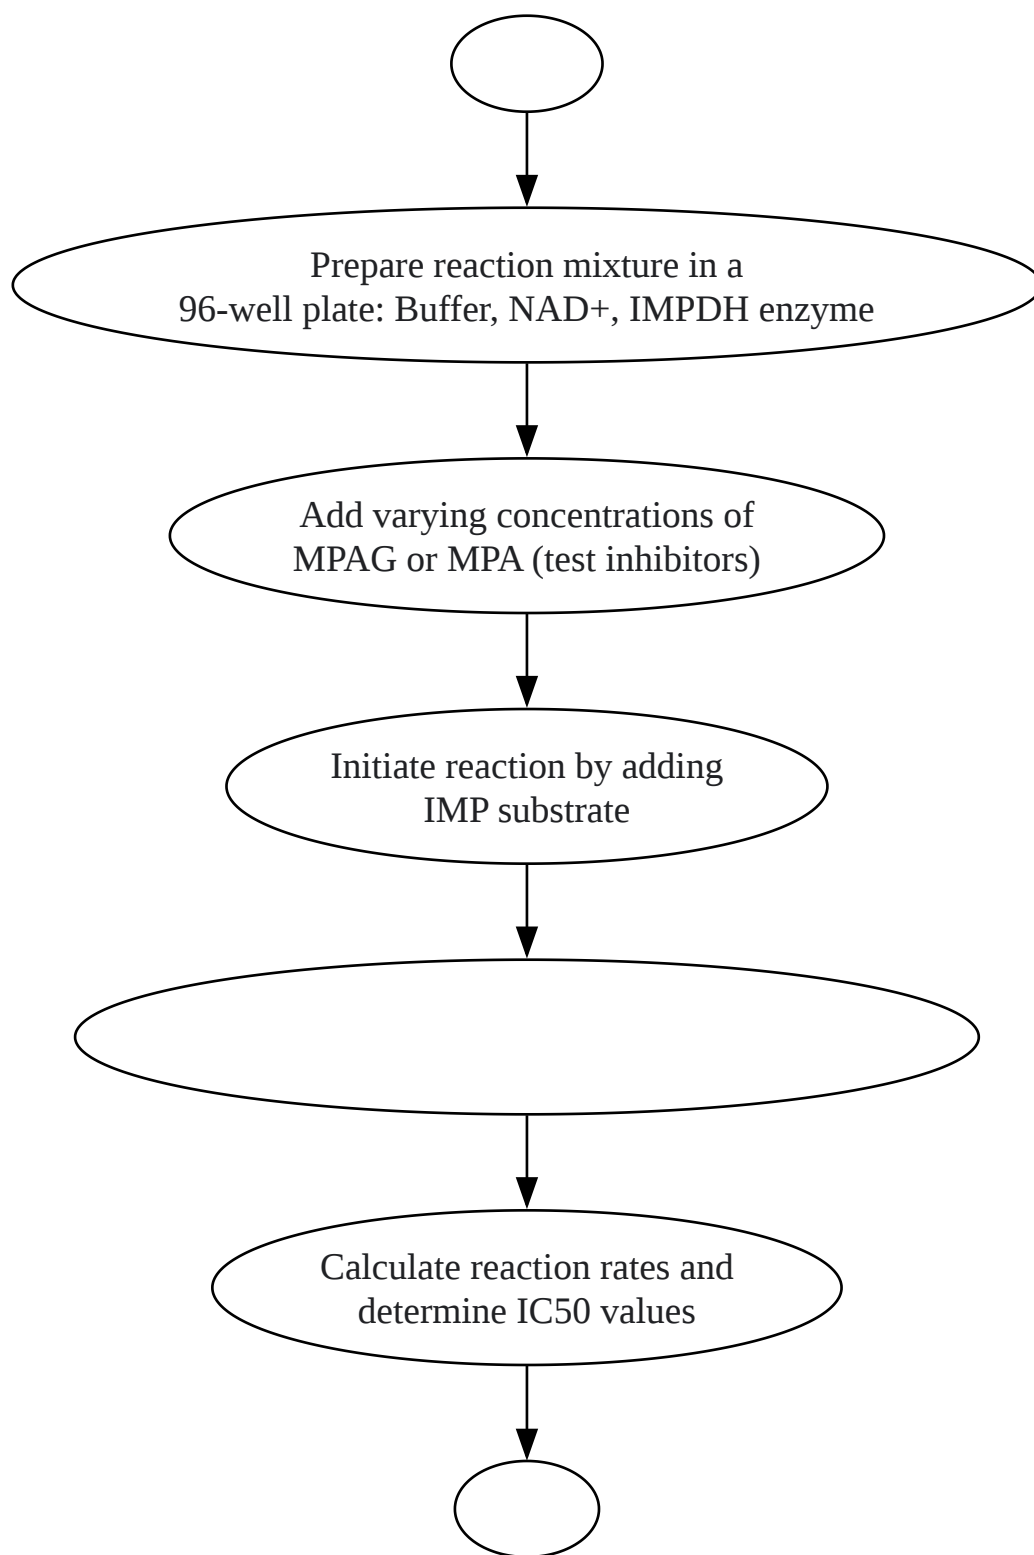 Prepare reaction mixture in a
96-well plate: Buffer, NAD+, IMPDH enzyme
Add varying concentrations of
MPAG or MPA (test inhibitors)
Initiate reaction by adding
IMP substrate
Calculate reaction rates and
determine IC50 values